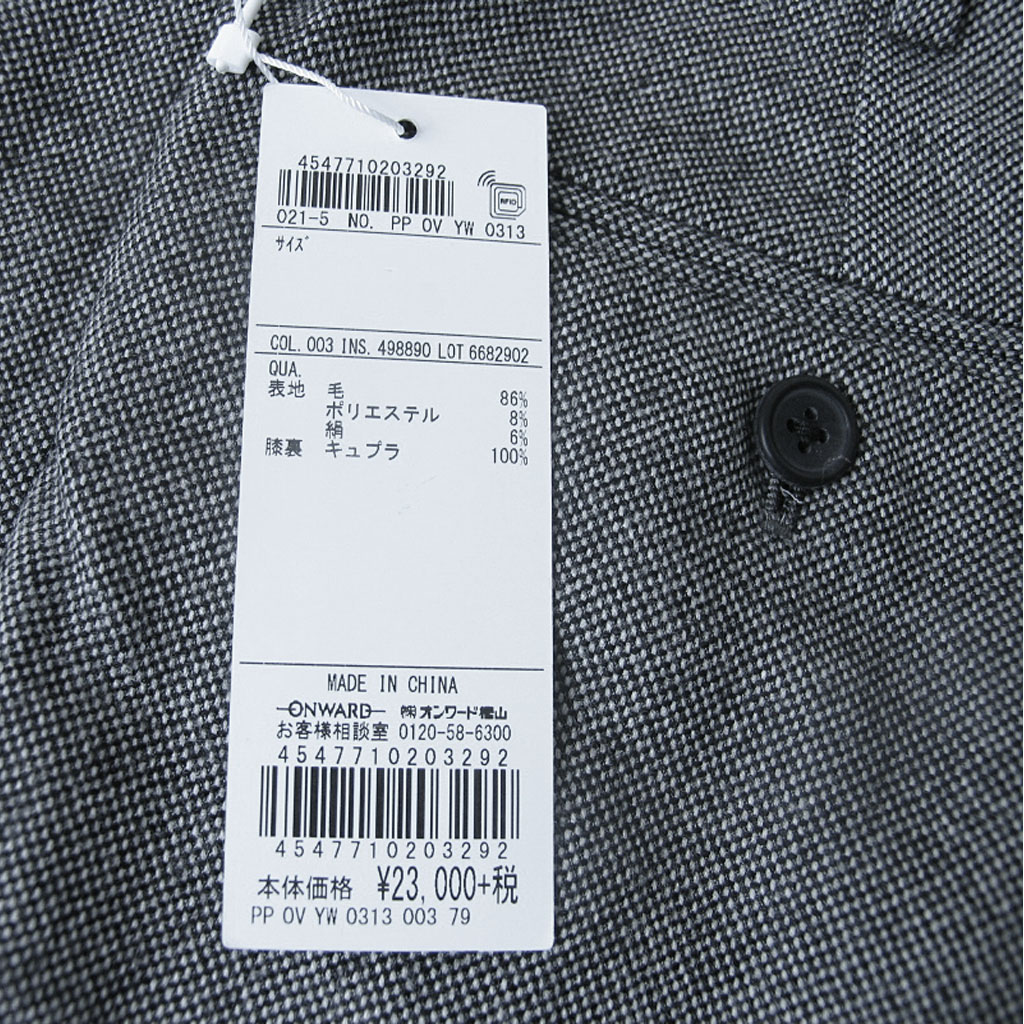 4547710203292
RFID
021-5 NO. PP OV YW 0313
ｻｲｽﾞ
COL. 003 INS. 498890 LOT 6682902
QUA.
表地 毛 86%
ポリエステル 8%
絹 6%
膝裏 キュプラ 100%
MADE IN CHINA
ONWARD ㈱オンワード樫山
お客様相談室 0120-58-6300
4547710203292
4547710203292
本体価格 ¥23,000+税
PP OV YW 0313 003 79